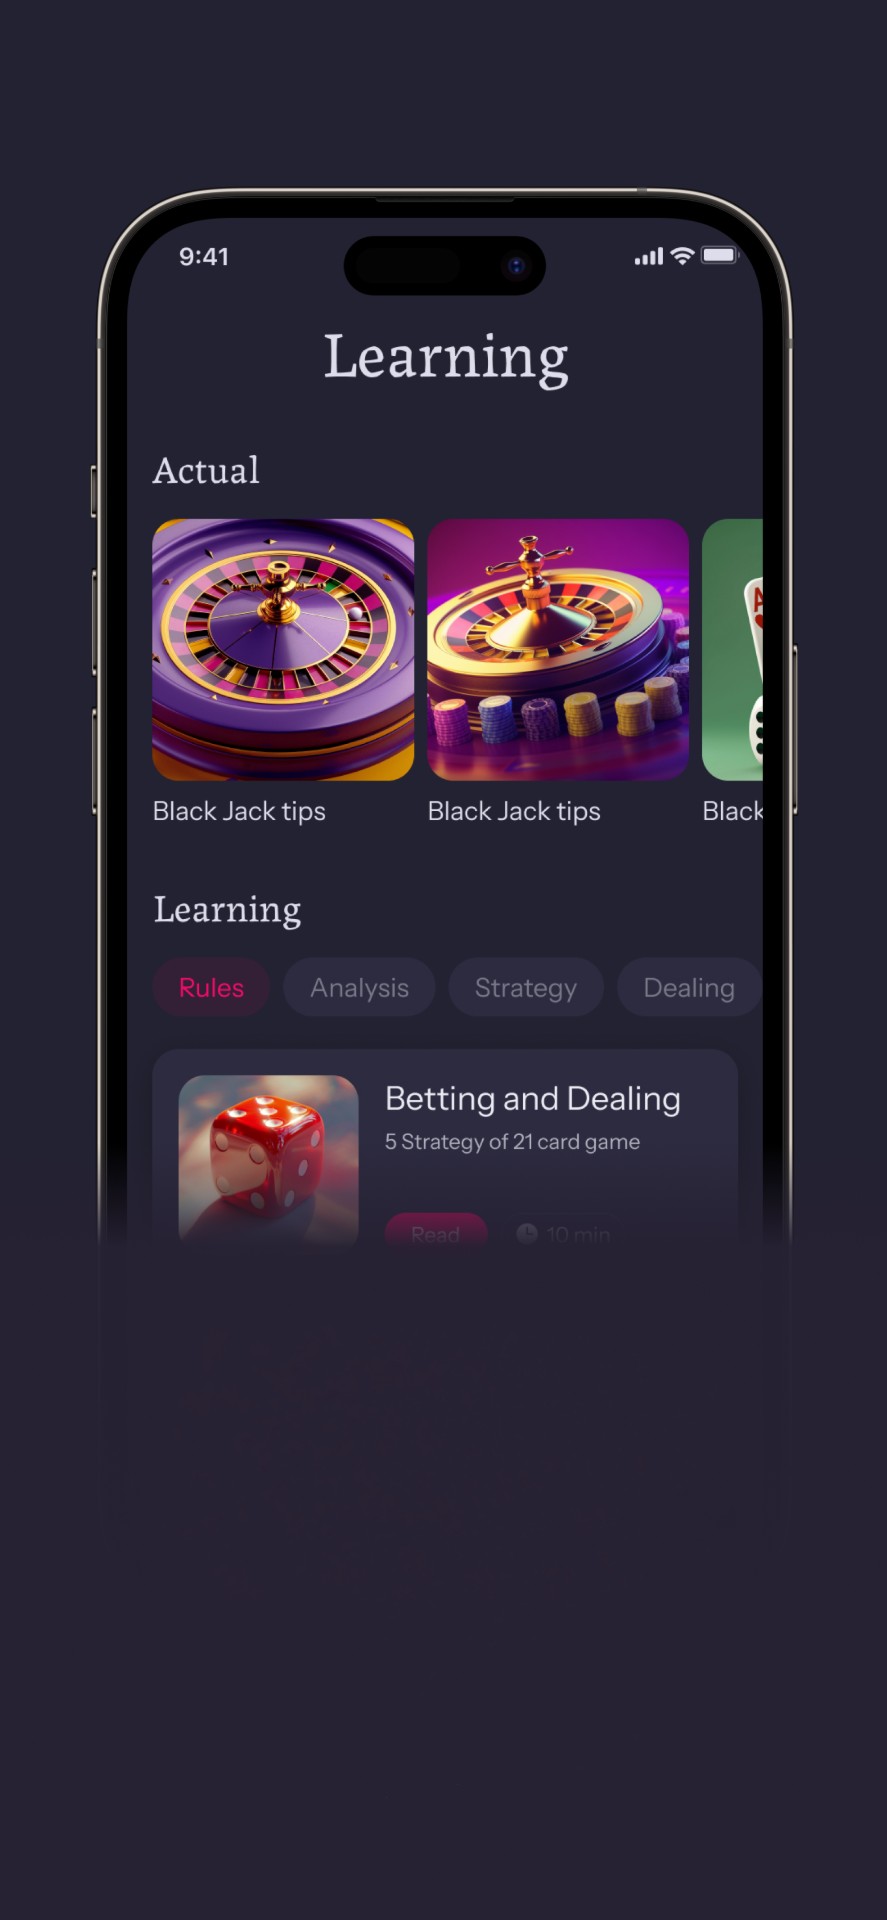 9:41
Learning
Actual
Black Jack tips
Black Jack tips
Black
Learning
Rules
Analysis
Strategy
Dealing
Betting and Dealing
5 Strategy of 21 card game
Read
10 min